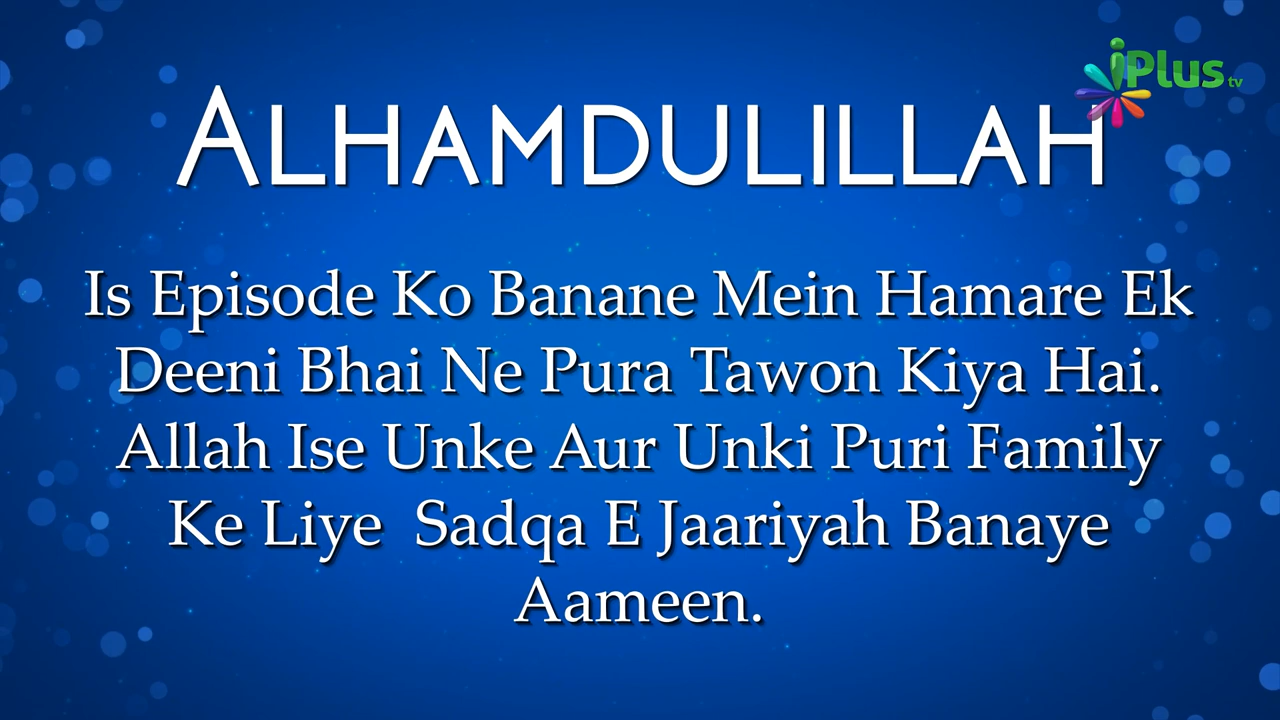 iPlus tv
ALHAMDULILLAH
Is Episode Ko Banane Mein Hamare Ek
Deeni Bhai Ne Pura Tawon Kiya Hai.
Allah Ise Unke Aur Unki Puri Family
Ke Liye Sadqa E Jaariyah Banaye
Aameen.